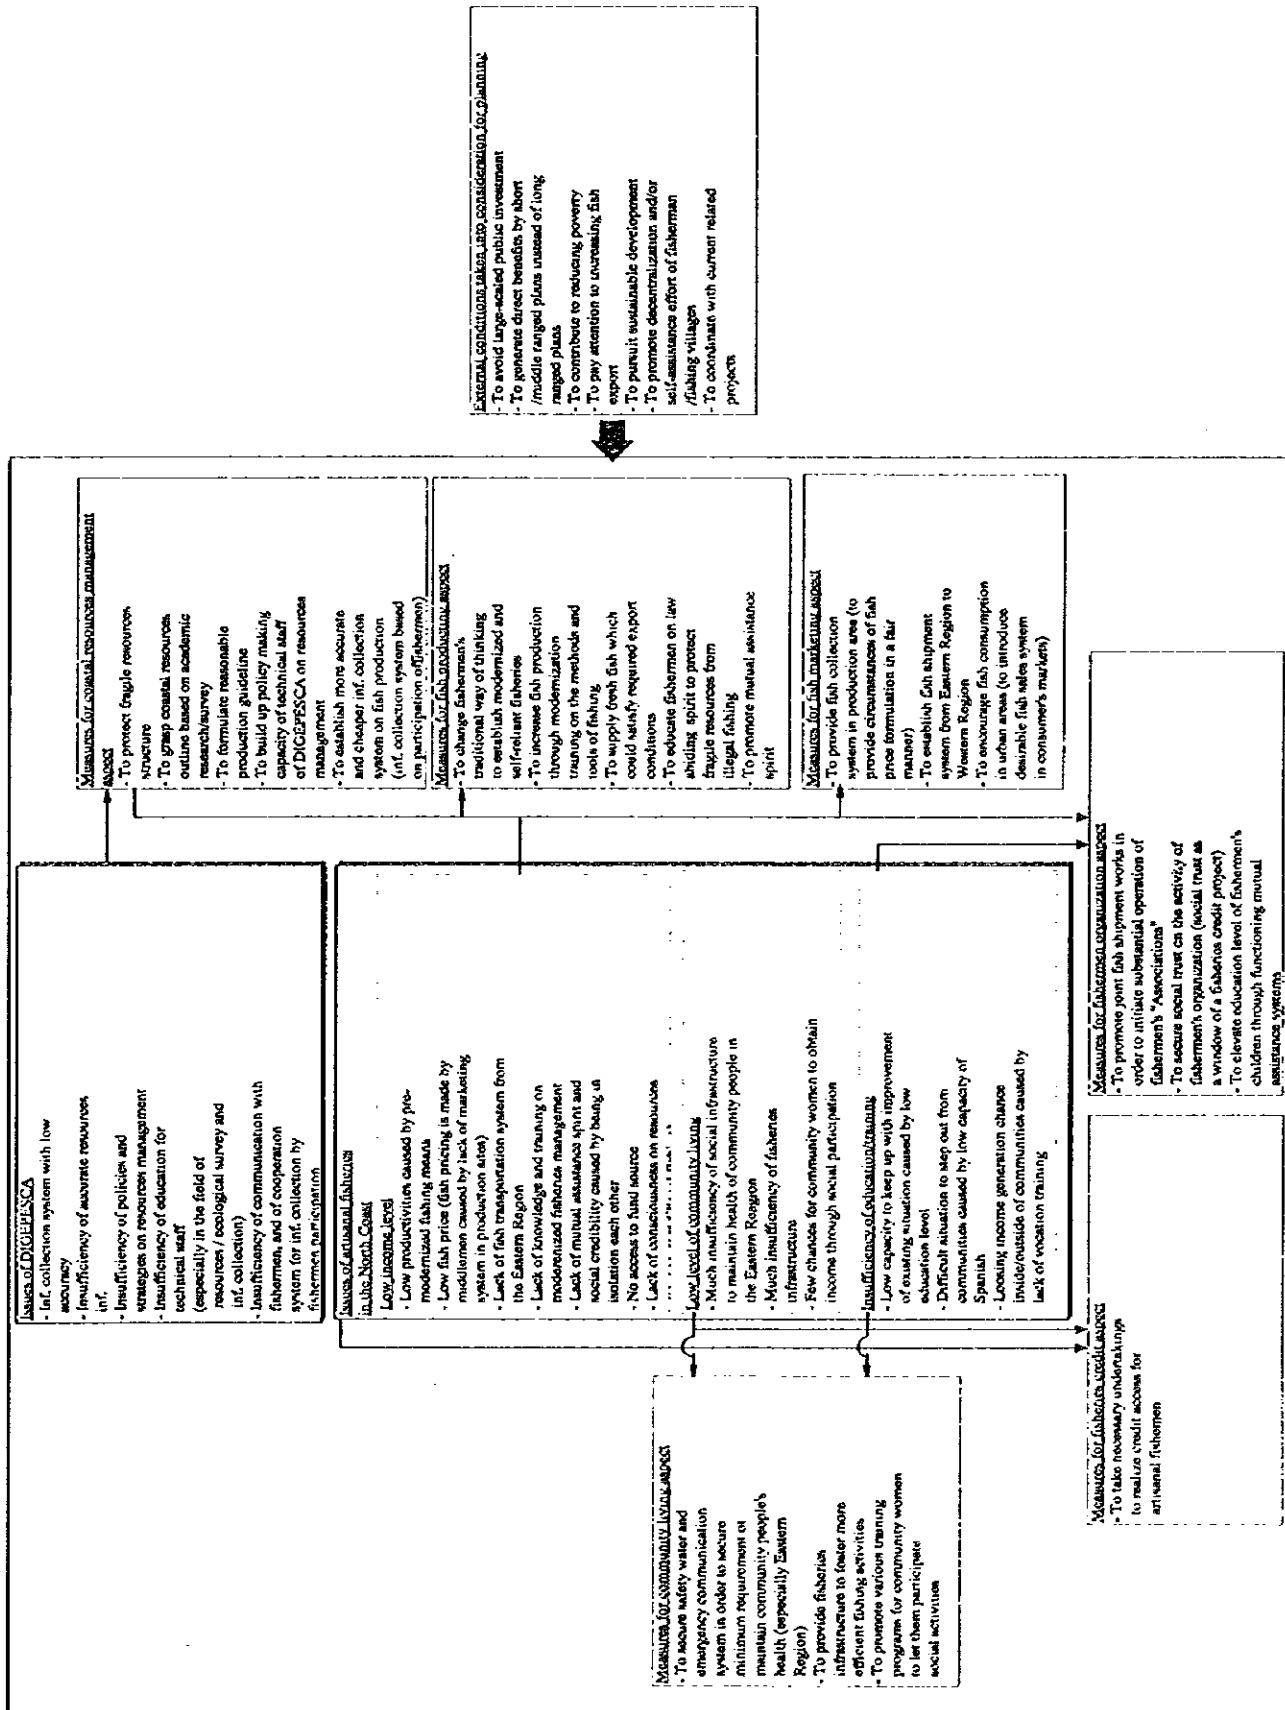 Issues of DIGEPESCA
- Inf. collection system with low
accuracy
- Insufficiency of accurate resources
inf.
- Insufficiency of policies and
strategies on resources management
- Insufficiency of education for
technical staff
(especially in the field of
resources / ecological survey and
inf. collection)
- Insufficiency of communication with
fishermen, and of cooperation
system for inf. collection by
fishermen participation
Measures for coastal resources management
aspect
- To protect fragile resources
structure
- To grasp coastal resources
outline based on academic
research/survey
- To formulate reasonable
production guideline
- To build up policy making
capacity of technical staff
of DIGEPESCA on resources
management
- To establish more accurate
and cheaper inf. collection
system on fish production
(inf. collection system based
on participation of fishermen)
Issues of artisanal fisheries
in the North Coast
Low income level
- Low productivities caused by pre-
modernized fishing means
- Low fish price (fish pricing is made by
middlemen caused by lack of marketing
system in production sites)
- Lack of fish transportation system from
the Eastern Region
- Lack of knowledge and training on
modernized fisheries management
- Lack of mutual assistance spirit and
social credibility caused by being in
isolation each other
- No access to fund source
- Lack of consciousness on resources
Low level of community living
- Much insufficiency of social infrastructure
to maintain health of community people in
the Eastern Region
- Much insufficiency of fisheries
infrastructure
- Few chances for community women to obtain
income through social participation
Insufficiency of education/training
- Low capacity to keep up with improvement
of existing situation caused by low
education level
- Difficult situation to step out from
communities caused by low capacity of
Spanish
- Loosing income generation chance
inside/outside of communities caused by
lack of vocation training
Measures for fish producting aspect
- To change fishermen's
traditional way of thinking
to establish modernized and
self-reliant fisheries
- To increase fish production
through modernization
training on the methods and
tools of fishing
- To supply fresh fish which
could satisfy required export
conditions
- To educate fishermen on law
abiding spirit to protect
fragile resources from
illegal fishing
- To promote mutual assistance
spirit
Measures for fish marketing aspect
- To provide fish collection
system in production area (to
provide circumstances of fish
price formulation in a fair
manner)
- To establish fish shipment
system from Eastern Region to
Western Region
- To encourage fish consumption
in urban areas (to introduce
desirable fish sales system
in consumer's markets)
External conditions taken into consideration for planning
- To avoid large-scaled public investment
- To generate direct benefits by short
/middle ranged plans instead of long
ranged plans
- To contribute to reducing poverty
- To pay attention to increasing fish
export
- To pursuit sustainable development
- To promote decentralization and/or
self-assistance effort of fisherman
/fishing villages
- To coordinate with current related
projects
Measures for community living aspect
- To secure safety water and
emergency communication
system in order to secure
minimum requirement of
maintain community people's
health (especially Eastern
Region)
- To provide fisheries
infrastructure to foster more
efficient fishing activities
- To promote various training
programs for community women
to let them participate
social activities
Measures for fisheries credit aspect
- To take necessary undertakings
to realize credit access for
artisanal fishemen
Measures for fishermen organization aspect
- To promote joint fish shipment works in
order to initiate substantial operation of
fishermen's "Associations"
- To secure social trust on the activity of
fishermen's organization (social trust as
a window of a fisheries credit project)
- To elevate education level of fishermen's
children through functioning mutual
assistance systems